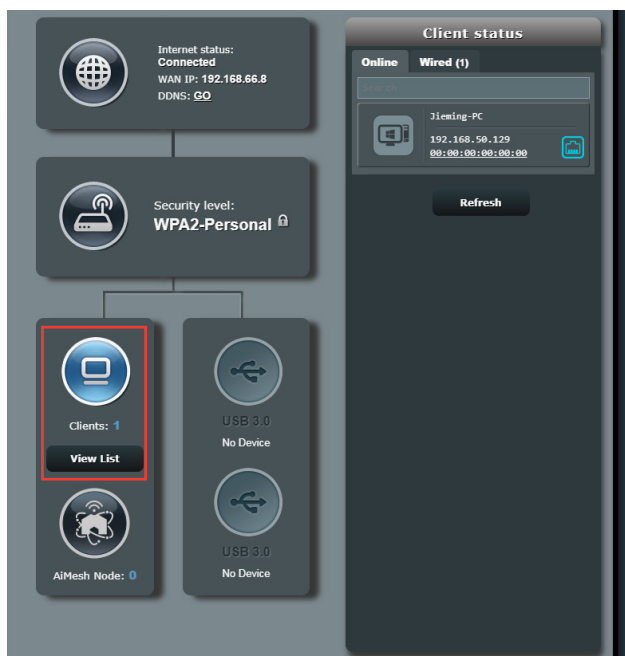 Internet status:
Connected
WAN IP: 192.168.66.8
DDNS: GO
Security level:
WPA2-Personal
Clients: 1
View List
AiMesh Node: 0
USB 3.0
No Device
USB 3.0
No Device
Client status
Online
Wired (1)
Search
Jieming-PC
192.168.50.129
00:00:00:00:00:00
Refresh